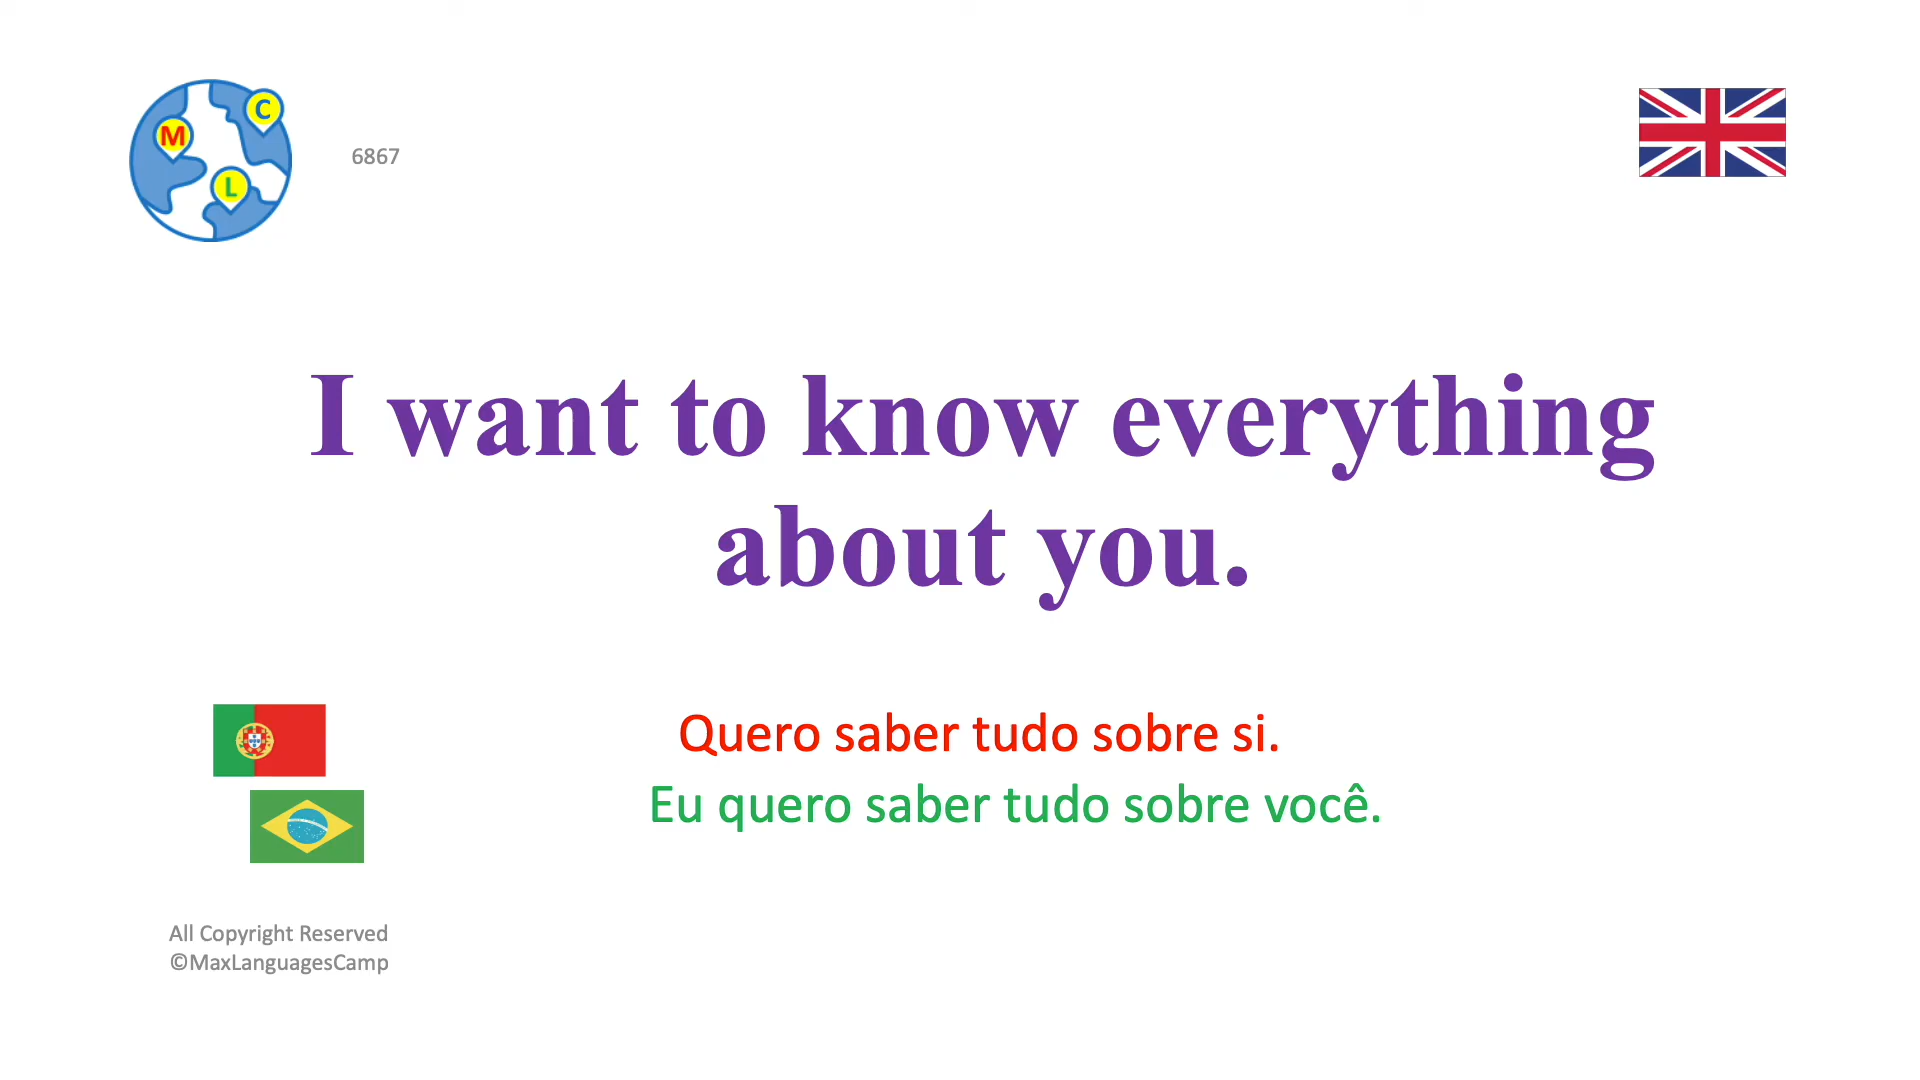 C
M
L
6867
I want to know everything
about you.
Quero saber tudo sobre si.
Eu quero saber tudo sobre você.
All Copyright Reserved
©MaxLanguagesCamp